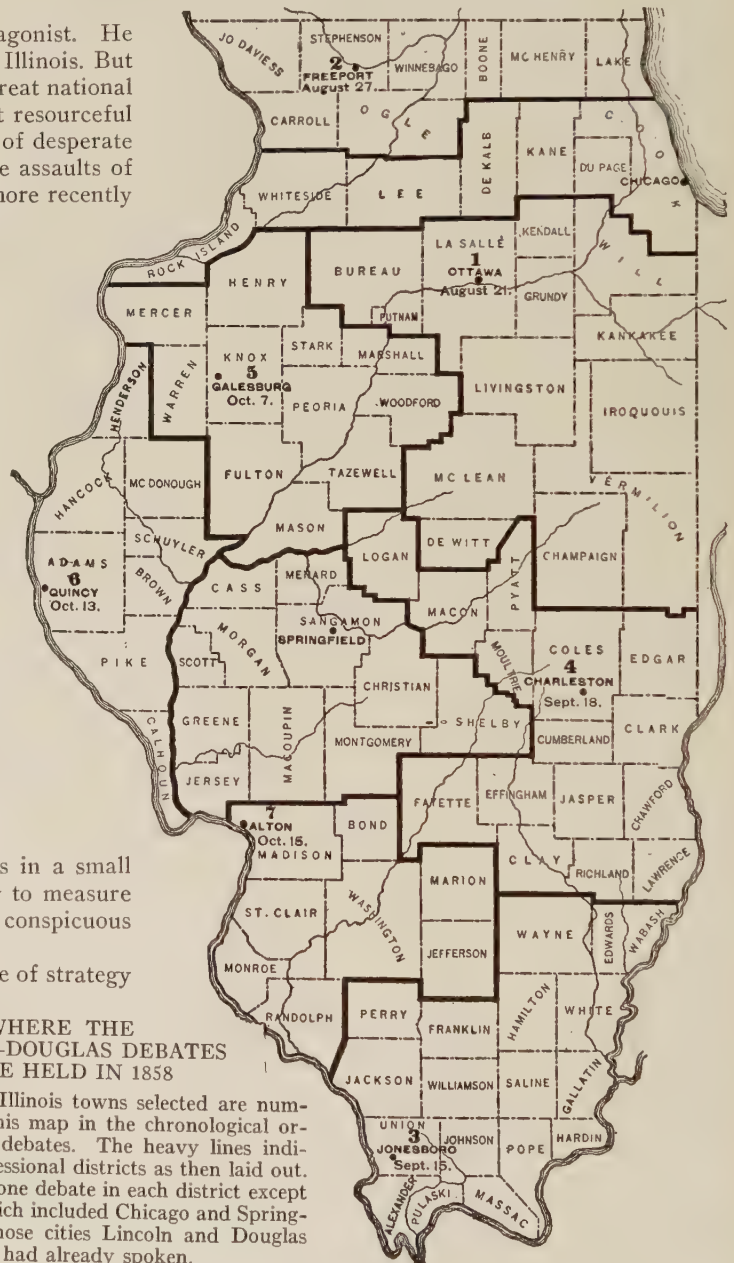 agonist. He
Illinois. But
reat national
t resourceful
of desperate
e assaults of
more recently
JO DAVIESS
STEPHENSON
2
FREEPORT
August 27.
WINNEBAGO
BOONE
MC HENRY
LAKE
CARROLL
OGLE
DE KALB
KANE
COOK
DU PAGE
CHICAGO
WHITESIDE
LEE
ROCK ISLAND
HENRY
BUREAU
LA SALLE
1
OTTAWA
August 21.
KENDALL
WILL
GRUNDY
PUTNAM
MERCER
KANKAKEE
STARK
MARSHALL
KNOX
5
GALESBURG
Oct. 7.
HENDERSON
WARREN
PEORIA
WOODFORD
LIVINGSTON
IROQUOIS
HANCOCK
MC DONOUGH
FULTON
TAZEWELL
MC LEAN
VERMILION
MASON
SCHUYLER
LOGAN
DE WITT
CHAMPAIGN
ADAMS
6
QUINCY
Oct. 13.
BROWN
CASS
MENARD
MACON
PYATT
SANGAMON
SPRINGFIELD
PIKE
SCOTT
MORGAN
MOULTRIE
COLES
4
CHARLESTON
Sept. 18.
EDGAR
CHRISTIAN
CALHOUN
GREENE
MACOUPIN
SHELBY
CUMBERLAND
CLARK
MONTGOMERY
JERSEY
FAYETTE
EFFINGHAM
JASPER
CRAWFORD
7
ALTON
Oct. 15.
MADISON
BOND
CLAY
RICHLAND
LAWRENCE
s in a small
to measure
conspicuous
MARION
ST. CLAIR
WASHINGTON
WAYNE
EDWARDS
WABASH
e of strategy
JEFFERSON
MONROE
RANDOLPH
PERRY
FRANKLIN
HAMILTON
WHITE
WHERE THE
-DOUGLAS DEBATES
E HELD IN 1858
JACKSON
WILLIAMSON
SALINE
GALLATIN
Illinois towns selected are num-
his map in the chronological or-
debates. The heavy lines indi-
essional districts as then laid out.
one debate in each district except
ich included Chicago and Spring-
hose cities Lincoln and Douglas
had already spoken.
UNION
3
JONESBORO
Sept. 15.
JOHNSON
POPE
HARDIN
ALEXANDER
PULASKI
MASSAC